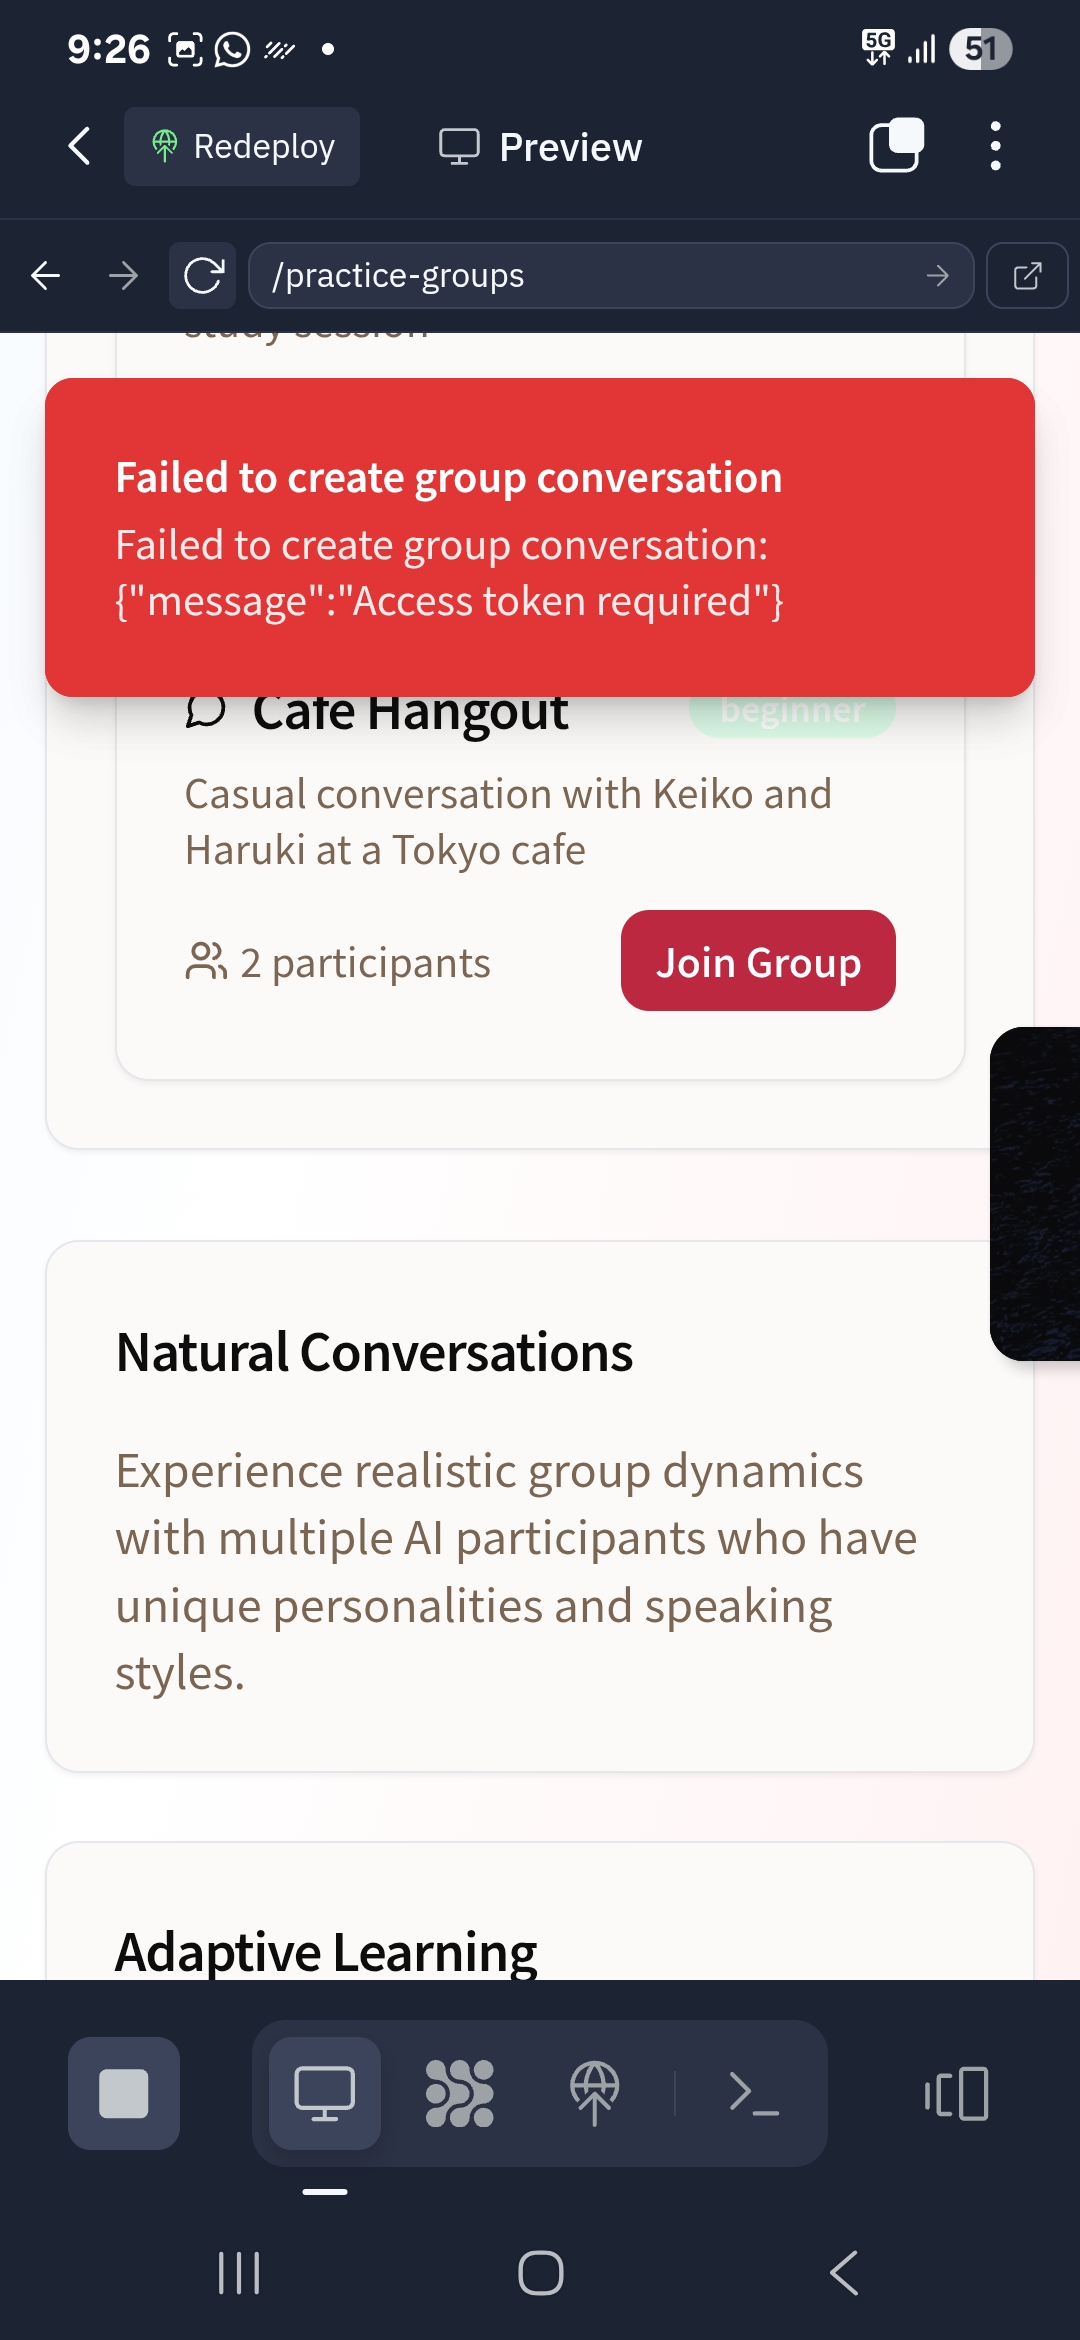 9:26
5G
51
Redeploy
Preview
/practice-groups
study session
Failed to create group conversation
Failed to create group conversation:
{"message":"Access token required"}
Cafe Hangout
beginner
Casual conversation with Keiko and
Haruki at a Tokyo cafe
2 participants
Join Group
Natural Conversations
Experience realistic group dynamics
with multiple AI participants who have
unique personalities and speaking
styles.
Adaptive Learning